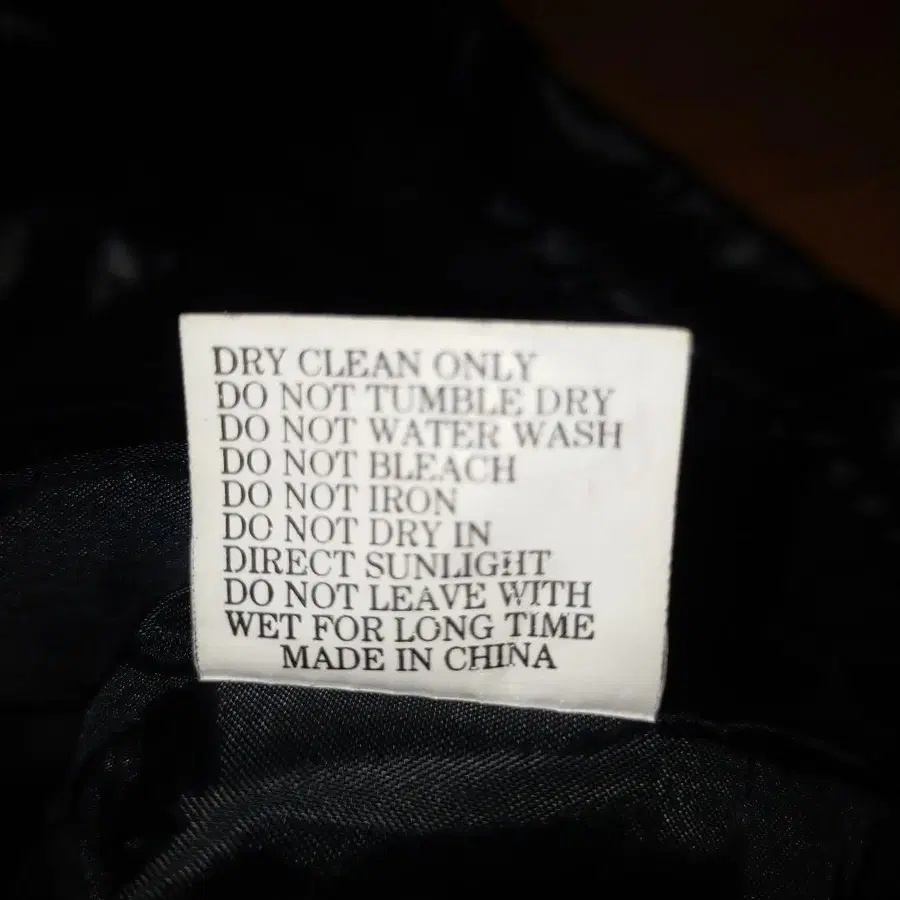 DRY CLEAN ONLY
DO NOT TUMBLE DRY
DO NOT WATER WASH
DO NOT BLEACH
DO NOT IRON
DO NOT DRY IN
DIRECT SUNLIGHT
DO NOT LEAVE WITH
WET FOR LONG TIME
MADE IN CHINA